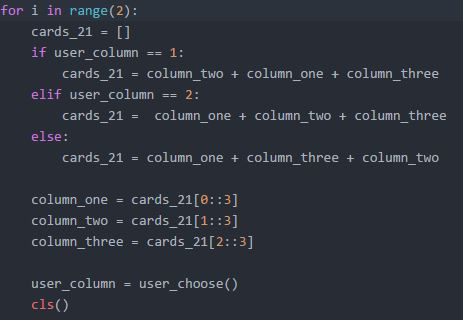 for i in range(2):
    cards_21 = []
    if user_column == 1:
        cards_21 = column_two + column_one + column_three
    elif user_column == 2:
        cards_21 =  column_one + column_two + column_three
    else:
        cards_21 = column_one + column_three + column_two

    column_one = cards_21[0::3]
    column_two = cards_21[1::3]
    column_three = cards_21[2::3]

    user_column = user_choose()
    cls()